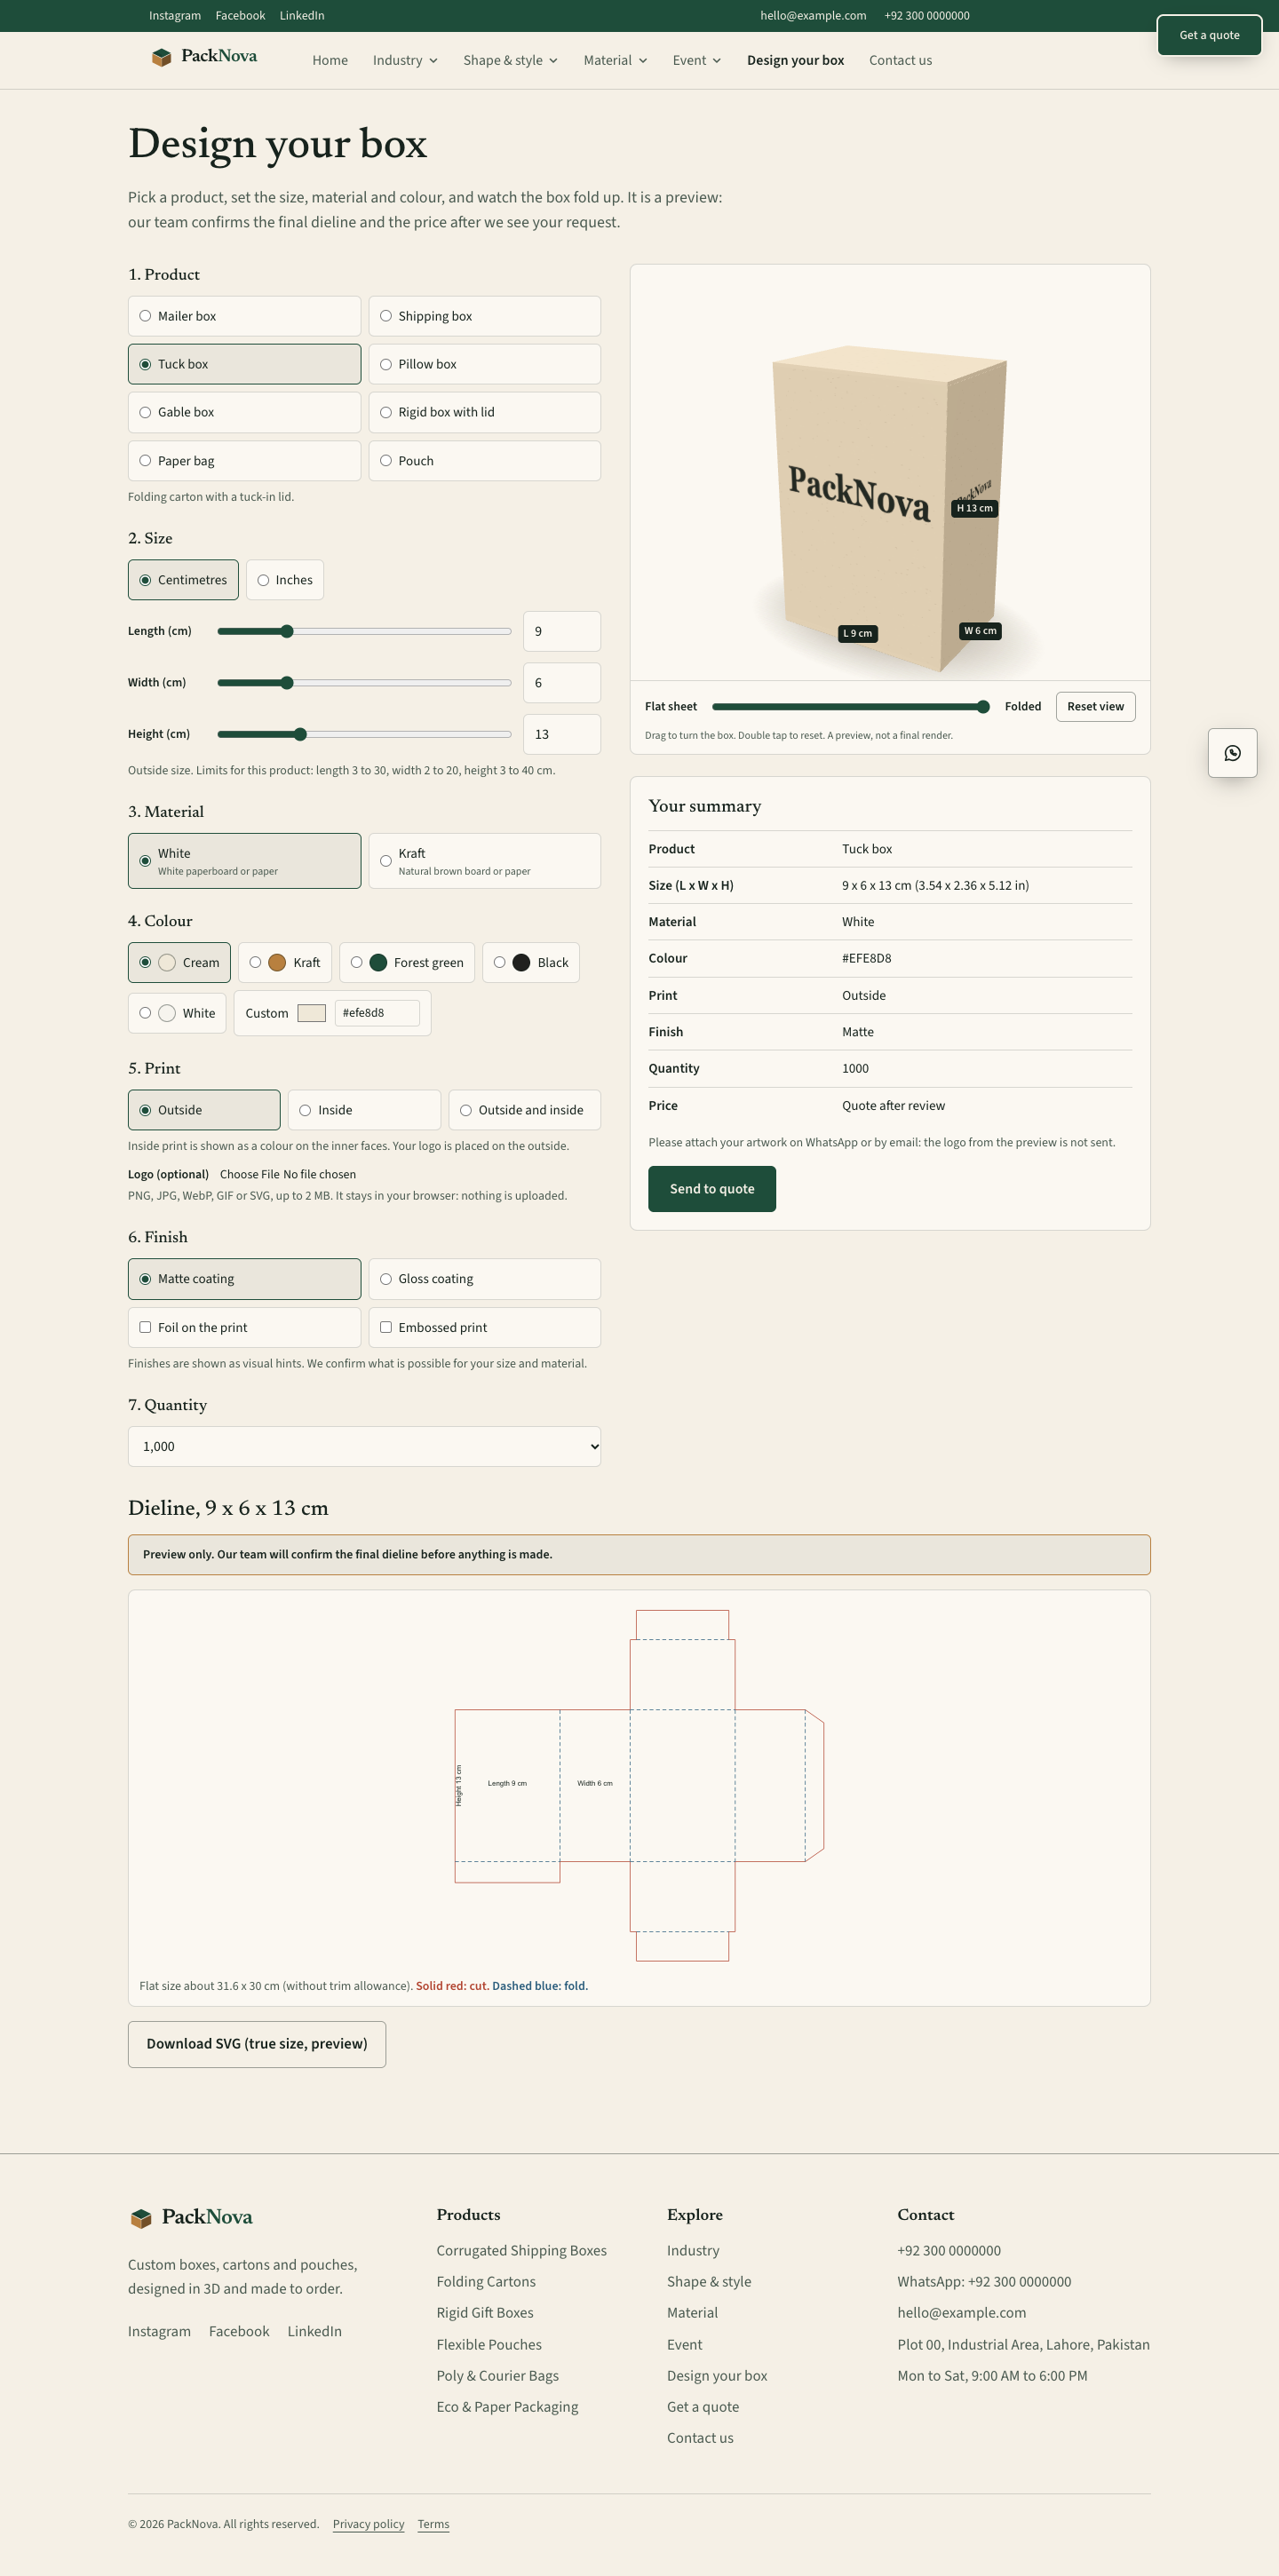 Instagram Facebook LinkedIn
hello@example.com +92 300 0000000
Get a quote
PackNova
Home Industry Shape & style Material Event Design your box Contact us
Design your box
Pick a product, set the size, material and colour, and watch the box fold up. It is a preview:
our team confirms the final dieline and the price after we see your request.
1. Product
Mailer box Shipping box
Tuck box Pillow box
Gable box Rigid box with lid
Paper bag Pouch
Folding carton with a tuck-in lid.
2. Size
Centimetres Inches
Length (cm) 9
Width (cm) 6
Height (cm) 13
Outside size. Limits for this product: length 3 to 30, width 2 to 20, height 3 to 40 cm.
3. Material
White
White paperboard or paper
Kraft
Natural brown board or paper
4. Colour
Cream Kraft Forest green Black
White Custom #efe8d8
5. Print
Outside Inside Outside and inside
Inside print is shown as a colour on the inner faces. Your logo is placed on the outside.
Logo (optional) Choose File No file chosen
PNG, JPG, WebP, GIF or SVG, up to 2 MB. It stays in your browser: nothing is uploaded.
6. Finish
Matte coating Gloss coating
Foil on the print Embossed print
Finishes are shown as visual hints. We confirm what is possible for your size and material.
7. Quantity
1,000
PackNova
PackNova
H 13 cm
L 9 cm
W 6 cm
Flat sheet Folded Reset view
Drag to turn the box. Double tap to reset. A preview, not a final render.
Your summary
Product Tuck box
Size (L x W x H) 9 x 6 x 13 cm (3.54 x 2.36 x 5.12 in)
Material White
Colour #EFE8D8
Print Outside
Finish Matte
Quantity 1000
Price Quote after review
Please attach your artwork on WhatsApp or by email: the logo from the preview is not sent.
Send to quote
Dieline, 9 x 6 x 13 cm
Preview only. Our team will confirm the final dieline before anything is made.
Height 13 cm
Length 9 cm
Width 6 cm
Flat size about 31.6 x 30 cm (without trim allowance). Solid red: cut. Dashed blue: fold.
Download SVG (true size, preview)
PackNova
Custom boxes, cartons and pouches,
designed in 3D and made to order.
Instagram Facebook LinkedIn
Products
Corrugated Shipping Boxes
Folding Cartons
Rigid Gift Boxes
Flexible Pouches
Poly & Courier Bags
Eco & Paper Packaging
Explore
Industry
Shape & style
Material
Event
Design your box
Get a quote
Contact us
Contact
+92 300 0000000
WhatsApp: +92 300 0000000
hello@example.com
Plot 00, Industrial Area, Lahore, Pakistan
Mon to Sat, 9:00 AM to 6:00 PM
© 2026 PackNova. All rights reserved. Privacy policy Terms